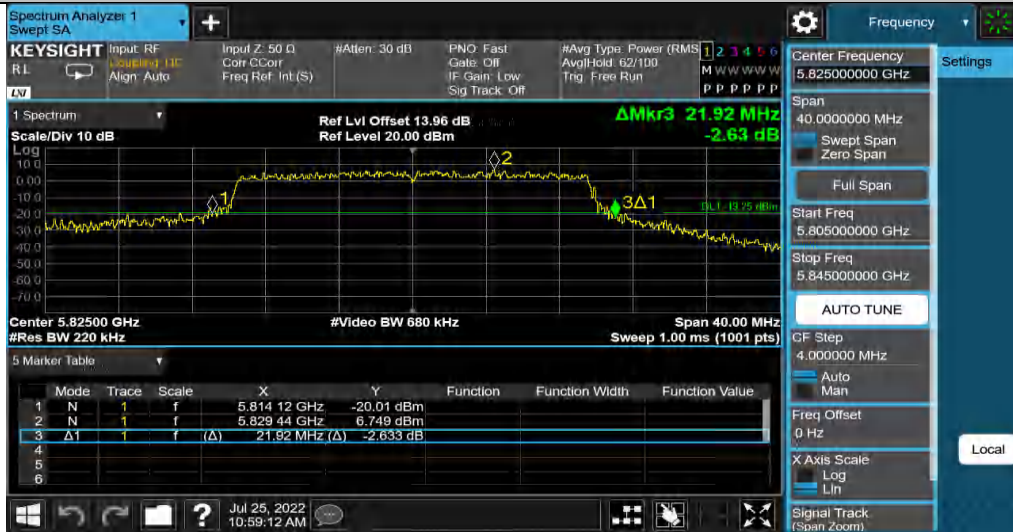 Spectrum Analyzer 1
Swept SA
+
Frequency
KEYSIGHT
RL
LXI
Input: RF
Coupling: DC
Align: Auto
Input Z: 50 Ω
Corr CCorr
Freq Ref: Int (S)
#Atten: 30 dB
PNO: Fast
Gate: Off
IF Gain: Low
Sig Track: Off
#Avg Type: Power (RMS
Avg|Hold: 62/100
Trig: Free Run
1 2 3 4 5 6
M W W W W W
P P P P P P
1 Spectrum
Scale/Div 10 dB
Ref Lvl Offset 13.96 dB
Ref Level 20.00 dBm
ΔMkr3 21.92 MHz
-2.63 dB
Log
10.0
0.00
-10.0
-20.0
-30.0
-40.0
-50.0
-60.0
-70.0
1
2
3Δ1
Center 5.82500 GHz
#Res BW 220 kHz
#Video BW 680 kHz
Span 40.00 MHz
Sweep 1.00 ms (1001 pts)
5 Marker Table
Mode Trace Scale X Y Function Function Width Function Value
1 N 1 f 5.814 12 GHz -20.01 dBm
2 N 1 f 5.829 44 GHz 6.749 dBm
3 Δ1 1 f (Δ) 21.92 MHz (Δ) -2.633 dB
4
5
6
?
Jul 25, 2022
10:59:12 AM
Center Frequency
5.825000000 GHz
Settings
Span
40.0000000 MHz
Swept Span
Zero Span
Full Span
Start Freq
5.805000000 GHz
Stop Freq
5.845000000 GHz
AUTO TUNE
CF Step
4.000000 MHz
Auto
Man
Freq Offset
0 Hz
X Axis Scale
Log
Lin
Local
Signal Track
(Span Zoom)